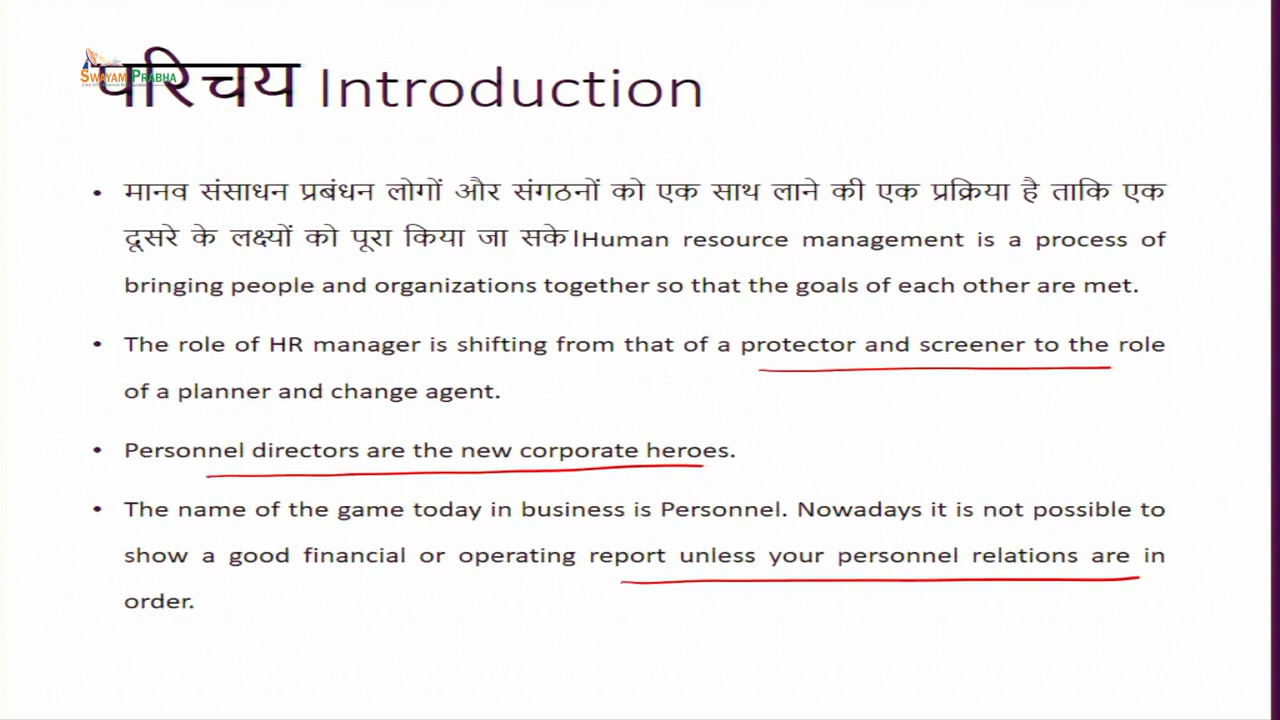 SWAYAM PRABHA
परिचय Introduction
• मानव संसाधन प्रबंधन लोगों और संगठनों को एक साथ लाने की एक प्रक्रिया है ताकि एक
दूसरे के लक्ष्यों को पूरा किया जा सके।Human resource management is a process of
bringing people and organizations together so that the goals of each other are met.
• The role of HR manager is shifting from that of a protector and screener to the role
of a planner and change agent.
• Personnel directors are the new corporate heroes.
• The name of the game today in business is Personnel. Nowadays it is not possible to
show a good financial or operating report unless your personnel relations are in
order.